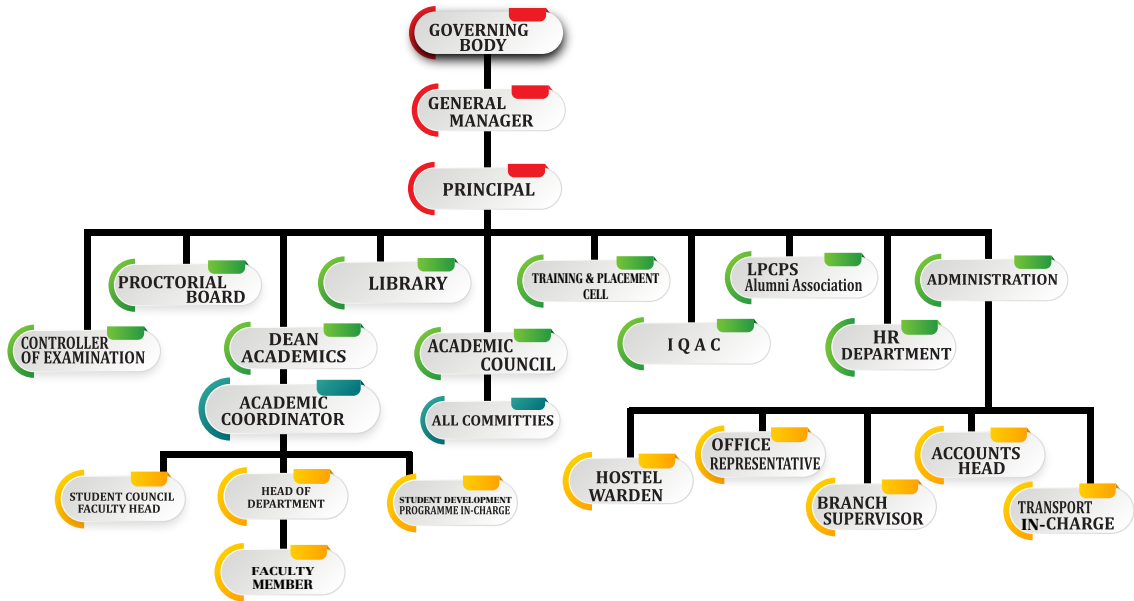 GOVERNING
BODY
GENERAL
MANAGER
PRINCIPAL
PROCTORIAL
BOARD
LIBRARY
TRAINING & PLACEMENT
CELL
LPCPS
Alumni Association
ADMINISTRATION
CONTROLLER
OF EXAMINATION
DEAN
ACADEMICS
ACADEMIC
COUNCIL
I Q A C
HR
DEPARTMENT
ACADEMIC
COORDINATOR
ALL COMMITTIES
STUDENT COUNCIL
FACULTY HEAD
HEAD OF
DEPARTMENT
STUDENT DEVELOPMENT
PROGRAMME IN-CHARGE
HOSTEL
WARDEN
OFFICE
REPRESENTATIVE
BRANCH
SUPERVISOR
ACCOUNTS
HEAD
TRANSPORT
IN-CHARGE
FACULTY
MEMBER